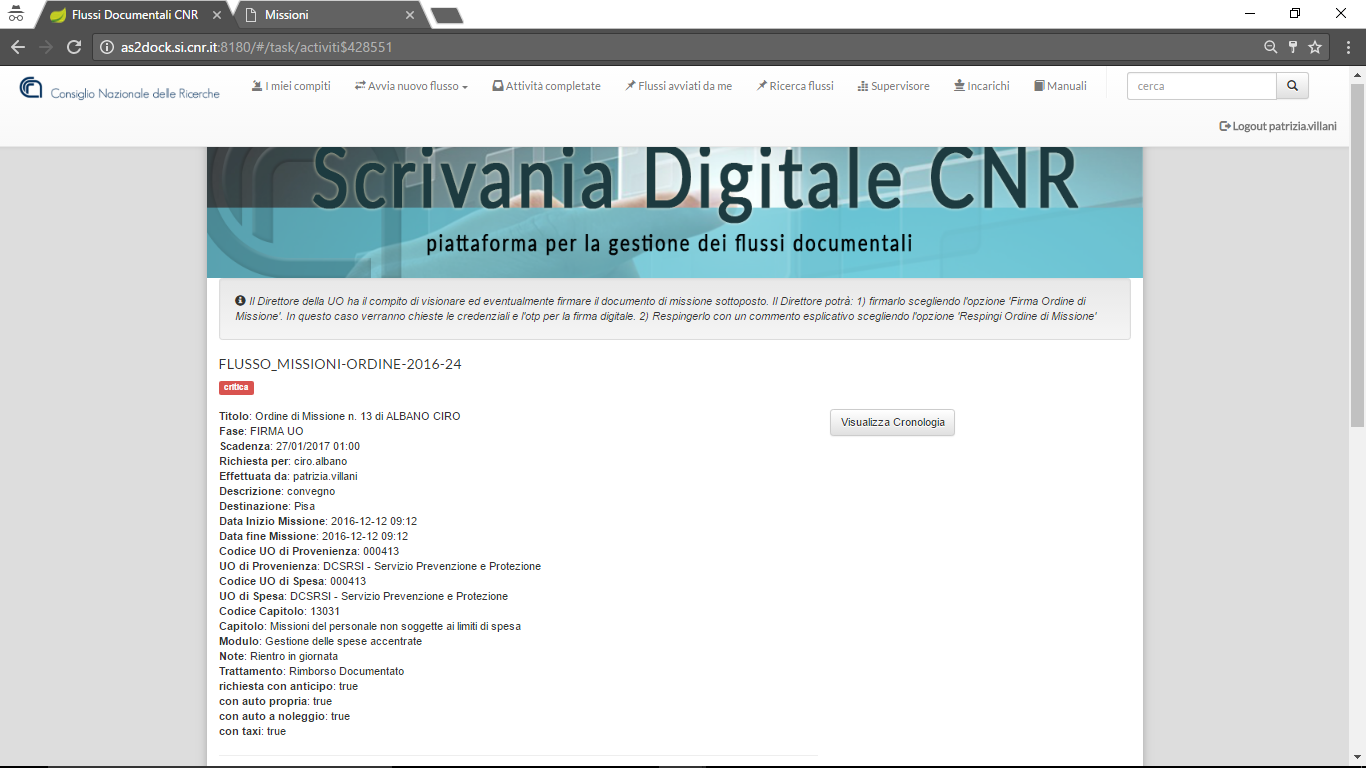 Flussi Documentali CNR
Missioni
as2dock.si.cnr.it:8180/#/task/activiti$428551
Consiglio Nazionale delle Ricerche
I miei compiti
Avvia nuovo flusso
Attività completate
Flussi avviati da me
Ricerca flussi
Supervisore
Incarichi
Manuali
cerca
Logout patrizia.villani
Scrivania Digitale CNR
piattaforma per la gestione dei flussi documentali
Il Direttore della UO ha il compito di visionare ed eventualmente firmare il documento di missione sottoposto. Il Direttore potrà: 1) firmarlo scegliendo l'opzione 'Firma Ordine di
Missione'. In questo caso verranno chieste le credenziali e l'otp per la firma digitale. 2) Respingerlo con un commento esplicativo scegliendo l'opzione 'Respingi Ordine di Missione'
FLUSSO_MISSIONI-ORDINE-2016-24
critica
Titolo: Ordine di Missione n. 13 di ALBANO CIRO
Visualizza Cronologia
Fase: FIRMA UO
Scadenza: 27/01/2017 01:00
Richiesta per: ciro.albano
Effettuata da: patrizia.villani
Descrizione: convegno
Destinazione: Pisa
Data Inizio Missione: 2016-12-12 09:12
Data fine Missione: 2016-12-12 09:12
Codice UO di Provenienza: 000413
UO di Provenienza: DCSRSI - Servizio Prevenzione e Protezione
Codice UO di Spesa: 000413
UO di Spesa: DCSRSI - Servizio Prevenzione e Protezione
Codice Capitolo: 13031
Capitolo: Missioni del personale non soggette ai limiti di spesa
Modulo: Gestione delle spese accentrate
Note: Rientro in giornata
Trattamento: Rimborso Documentato
richiesta con anticipo: true
con auto propria: true
con auto a noleggio: true
con taxi: true